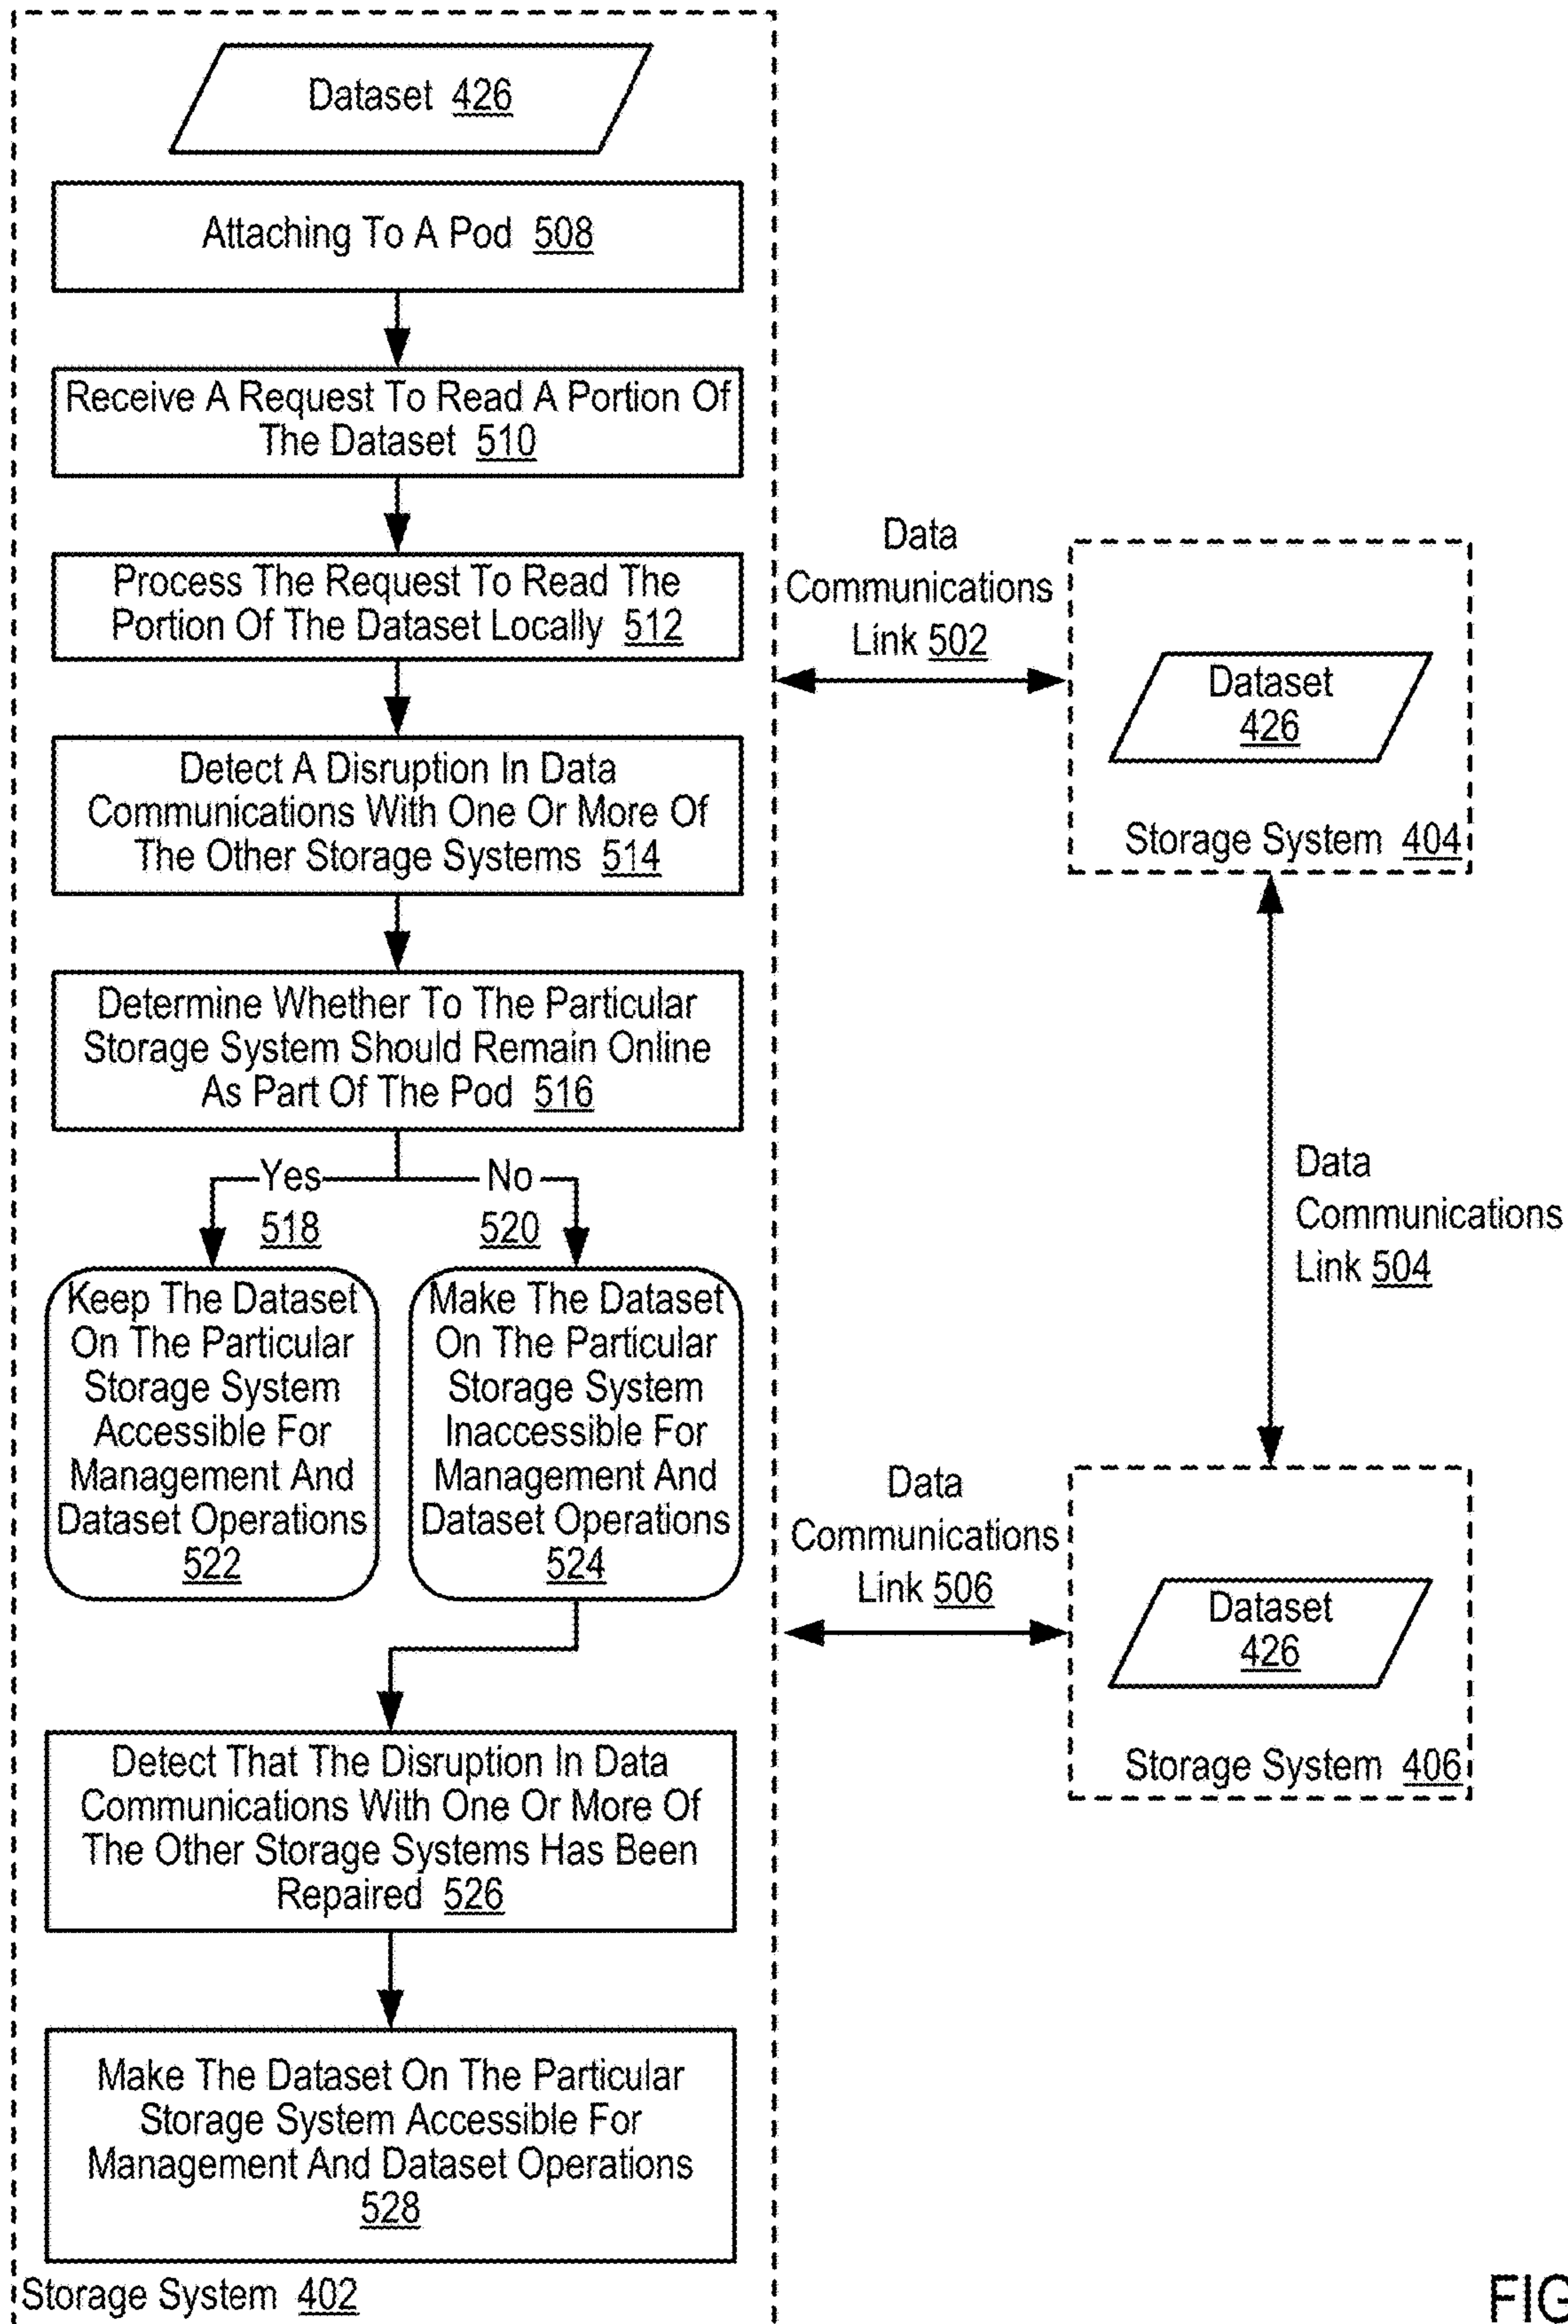 Dataset 426
Attaching To A Pod 508
Receive A Request To Read A Portion Of
The Dataset 510
Process The Request To Read The
Portion Of The Dataset Locally 512
Detect A Disruption In Data
Communications With One Or More Of
The Other Storage Systems 514
Determine Whether To The Particular
Storage System Should Remain Online
As Part Of The Pod 516
Yes
518
No
520
Keep The Dataset
On The Particular
Storage System
Accessible For
Management And
Dataset Operations
522
Make The Dataset
On The Particular
Storage System
Inaccessible For
Management And
Dataset Operations
524
Detect That The Disruption In Data
Communications With One Or More Of
The Other Storage Systems Has Been
Repaired 526
Make The Dataset On The Particular
Storage System Accessible For
Management And Dataset Operations
528
Storage System 402
Data
Communications
Link 502
Dataset
426
Storage System 404
Data
Communications
Link 504
Data
Communications
Link 506
Dataset
426
Storage System 406
FIG